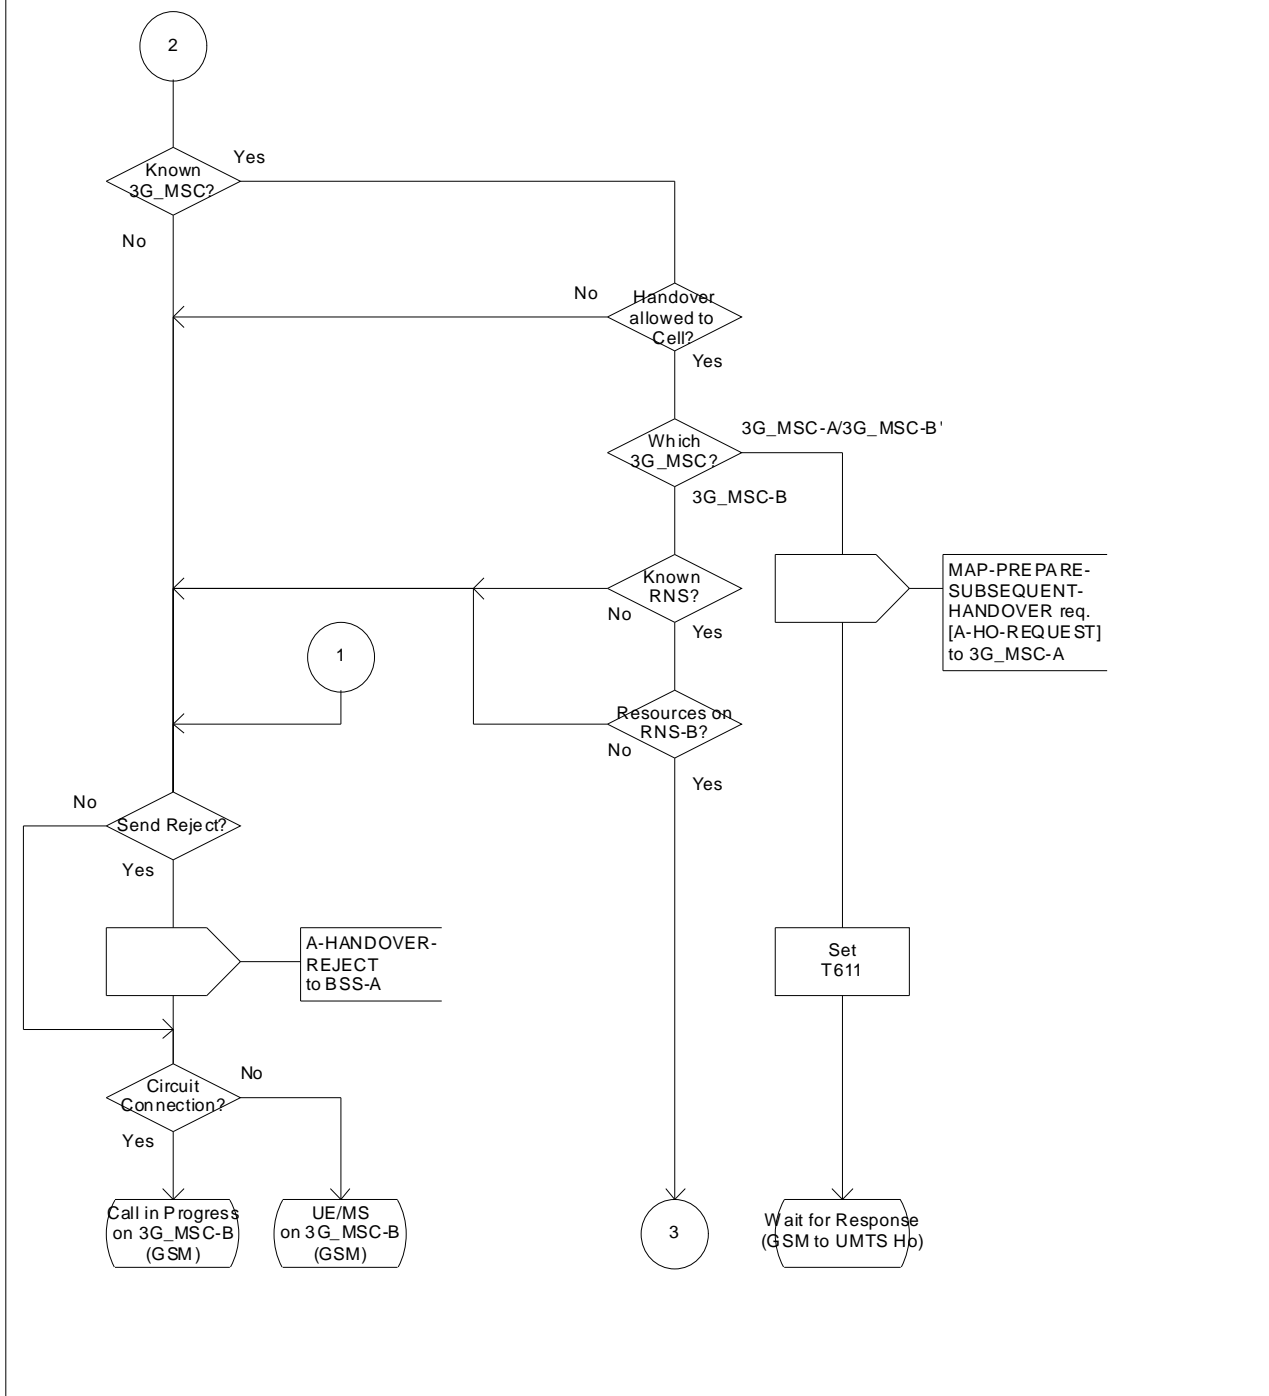 2
Yes
Known
3G_MSC?
No
No
Handover
allowed to
Cell?
Yes
3G_MSC-A/3G_MSC-B'
Which
3G_MSC?
3G_MSC-B
Known
RNS?
No
Yes
MAP-PREPARE-
SUBSEQUENT-
HANDOVER req.
[A-HO-REQUEST]
to 3G_MSC-A
1
Resources on
RNS-B?
No
Yes
No
Send Reject?
Yes
A-HANDOVER-
REJECT
to BSS-A
Set
T611
No
Circuit
Connection?
Yes
Call in Progress
on 3G_MSC-B
(GSM)
UE/MS
on 3G_MSC-B
(GSM)
3
Wait for Response
(GSM to UMTS Ho)